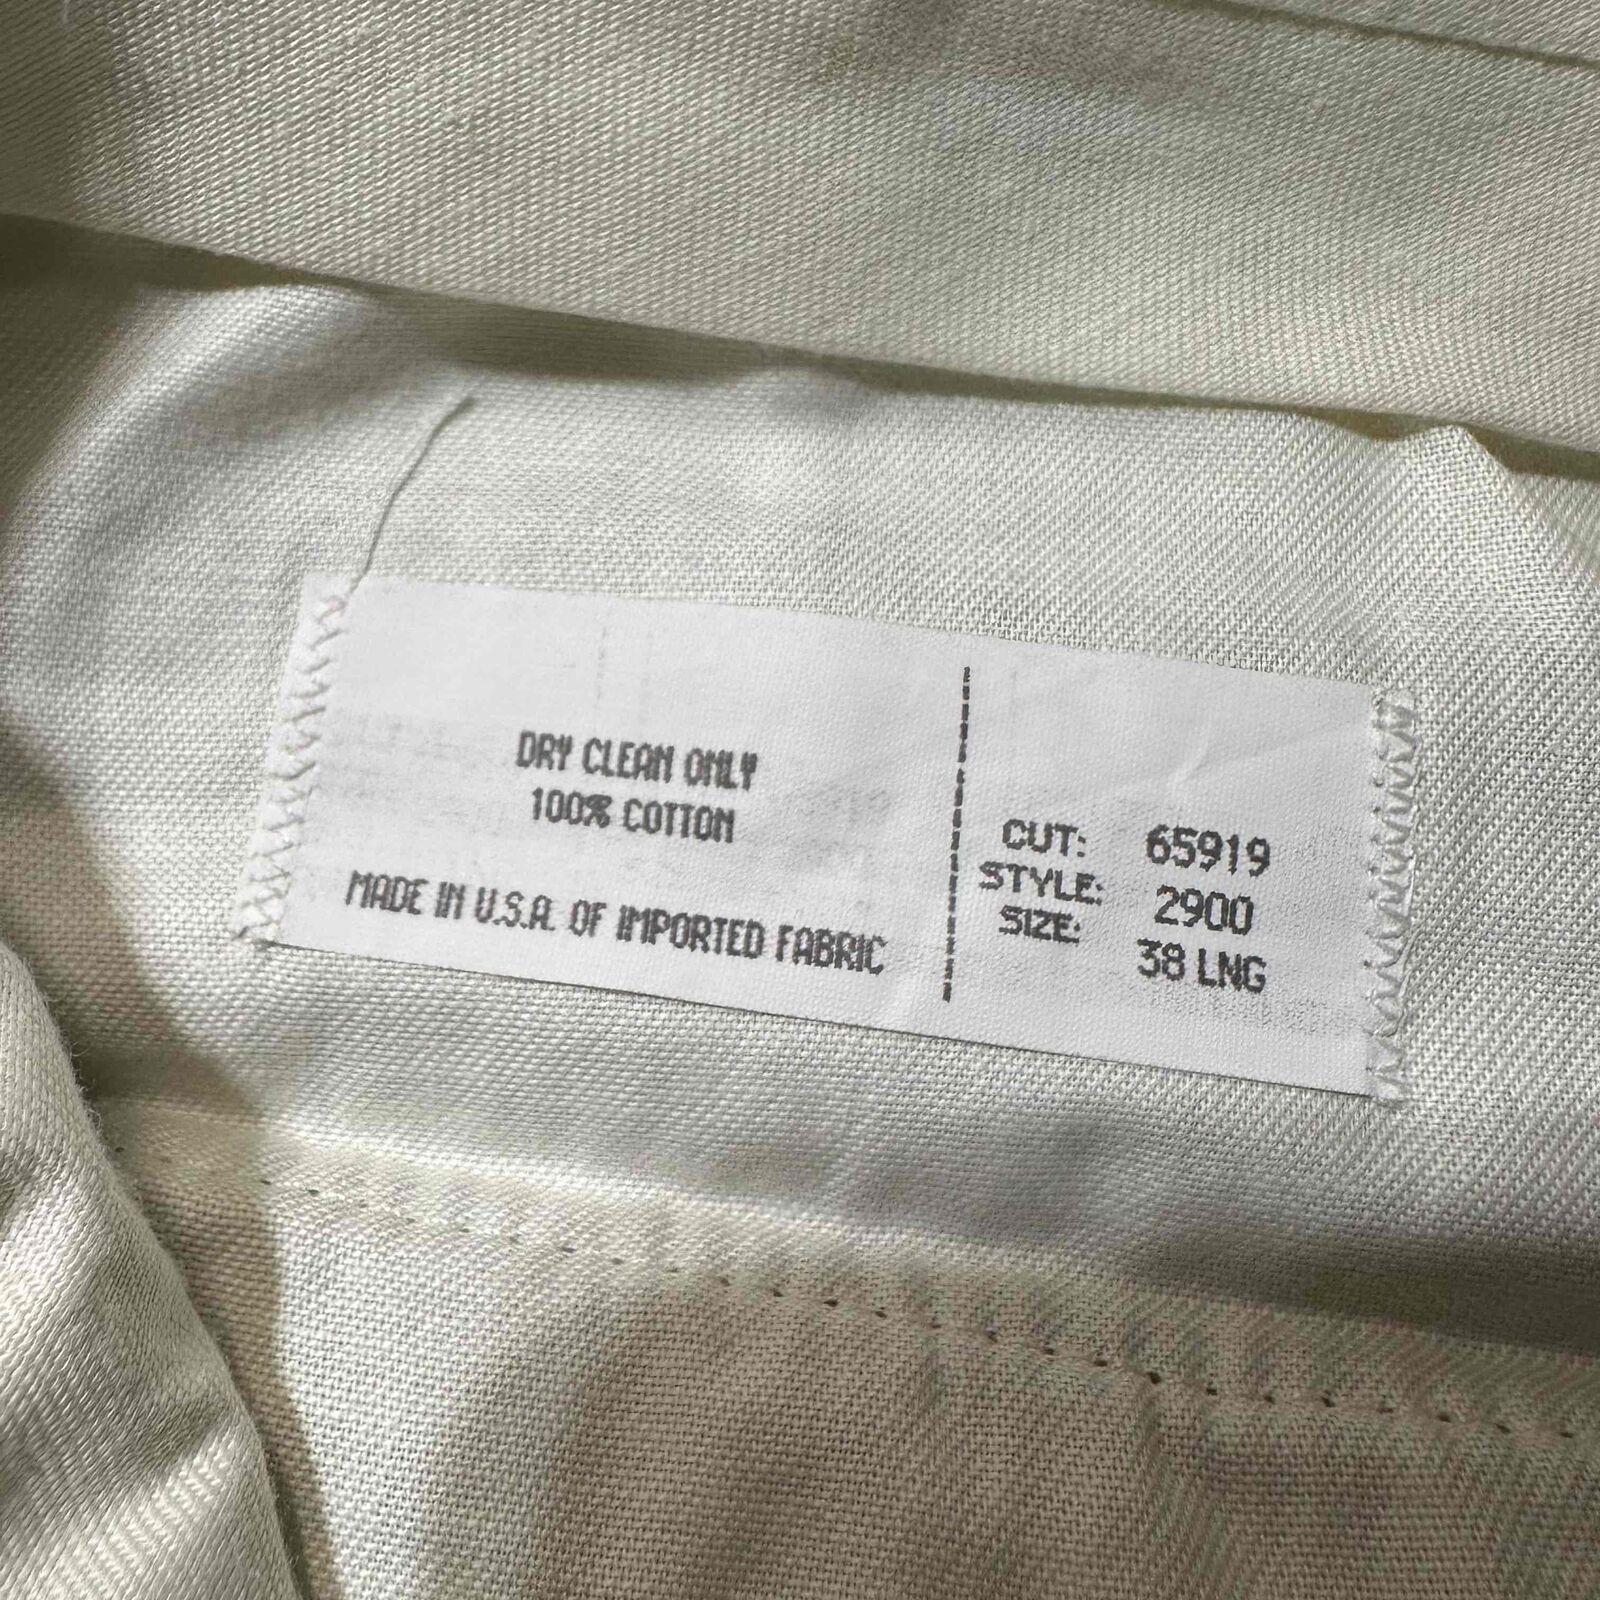 DRY CLEAN ONLY
100% COTTON
MADE IN U.S.A. OF IMPORTED FABRIC
CUT: 65919
STYLE: 2900
SIZE: 38 LNG